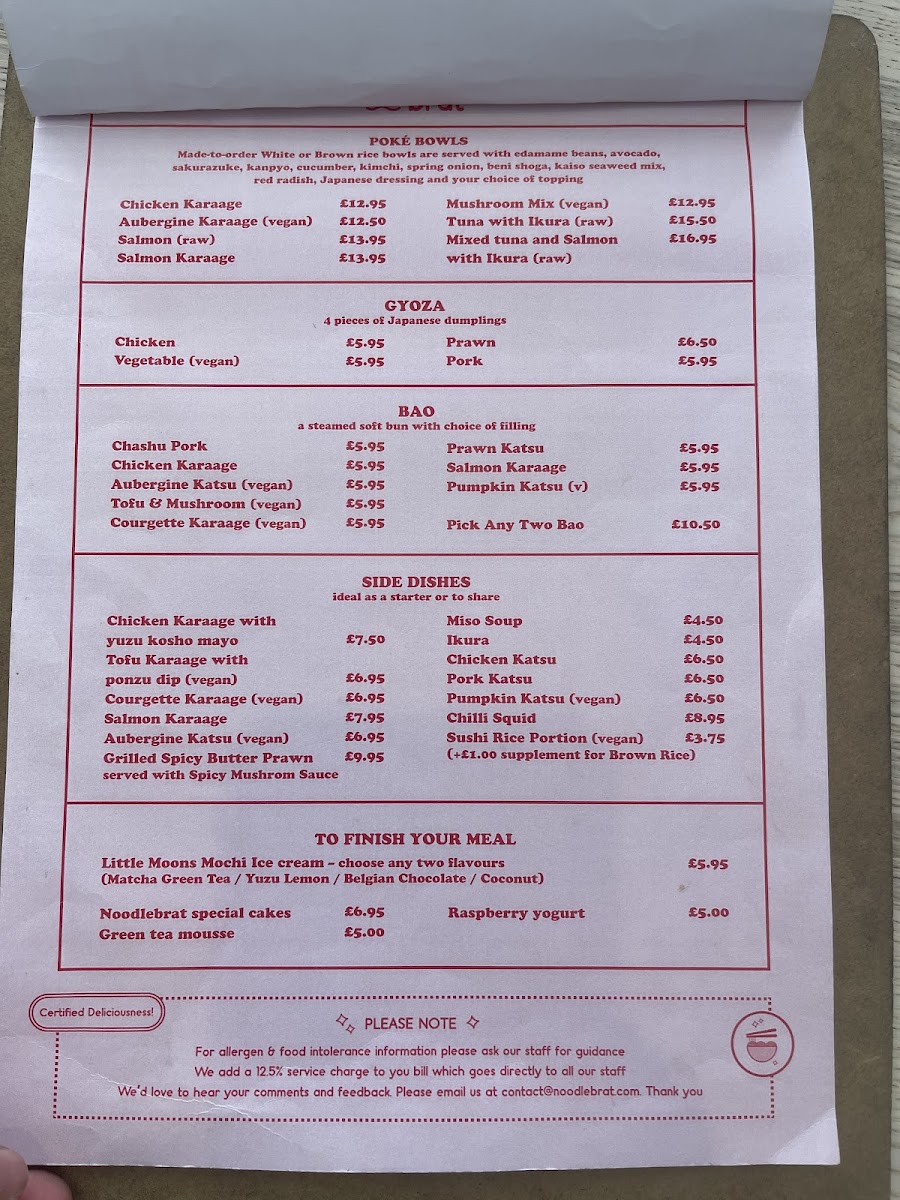 POKÉ BOWLS
Made-to-order White or Brown rice bowls are served with edamame beans, avocado,
sakurazuke, kanpyo, cucumber, kimchi, spring onion, beni shoga, kaiso seaweed mix,
red radish, Japanese dressing and your choice of topping
Chicken Karaage £12.95
Aubergine Karaage (vegan) £12.50
Salmon (raw) £13.95
Salmon Karaage £13.95
Mushroom Mix (vegan) £12.95
Tuna with Ikura (raw) £15.50
Mixed tuna and Salmon £16.95
with Ikura (raw)
GYOZA
4 pieces of Japanese dumplings
Chicken £5.95
Vegetable (vegan) £5.95
Prawn £6.50
Pork £5.95
BAO
a steamed soft bun with choice of filling
Chashu Pork £5.95
Chicken Karaage £5.95
Aubergine Katsu (vegan) £5.95
Tofu & Mushroom (vegan) £5.95
Courgette Karaage (vegan) £5.95
Prawn Katsu £5.95
Salmon Karaage £5.95
Pumpkin Katsu (v) £5.95
Pick Any Two Bao £10.50
SIDE DISHES
ideal as a starter or to share
Chicken Karaage with
yuzu kosho mayo £7.50
Tofu Karaage with
ponzu dip (vegan) £6.95
Courgette Karaage (vegan) £6.95
Salmon Karaage £7.95
Aubergine Katsu (vegan) £6.95
Grilled Spicy Butter Prawn £9.95
served with Spicy Mushrom Sauce
Miso Soup £4.50
Ikura £4.50
Chicken Katsu £6.50
Pork Katsu £6.50
Pumpkin Katsu (vegan) £6.50
Chilli Squid £8.95
Sushi Rice Portion (vegan) £3.75
(+£1.00 supplement for Brown Rice)
TO FINISH YOUR MEAL
Little Moons Mochi Ice cream – choose any two flavours £5.95
(Matcha Green Tea / Yuzu Lemon / Belgian Chocolate / Coconut)
Noodlebrat special cakes £6.95
Green tea mousse £5.00
Raspberry yogurt £5.00
Certified Deliciousness!
PLEASE NOTE
For allergen & food intolerance information please ask our staff for guidance
We add a 12.5% service charge to you bill which goes directly to all our staff
We'd love to hear your comments and feedback. Please email us at contact@noodlebrat.com. Thank you